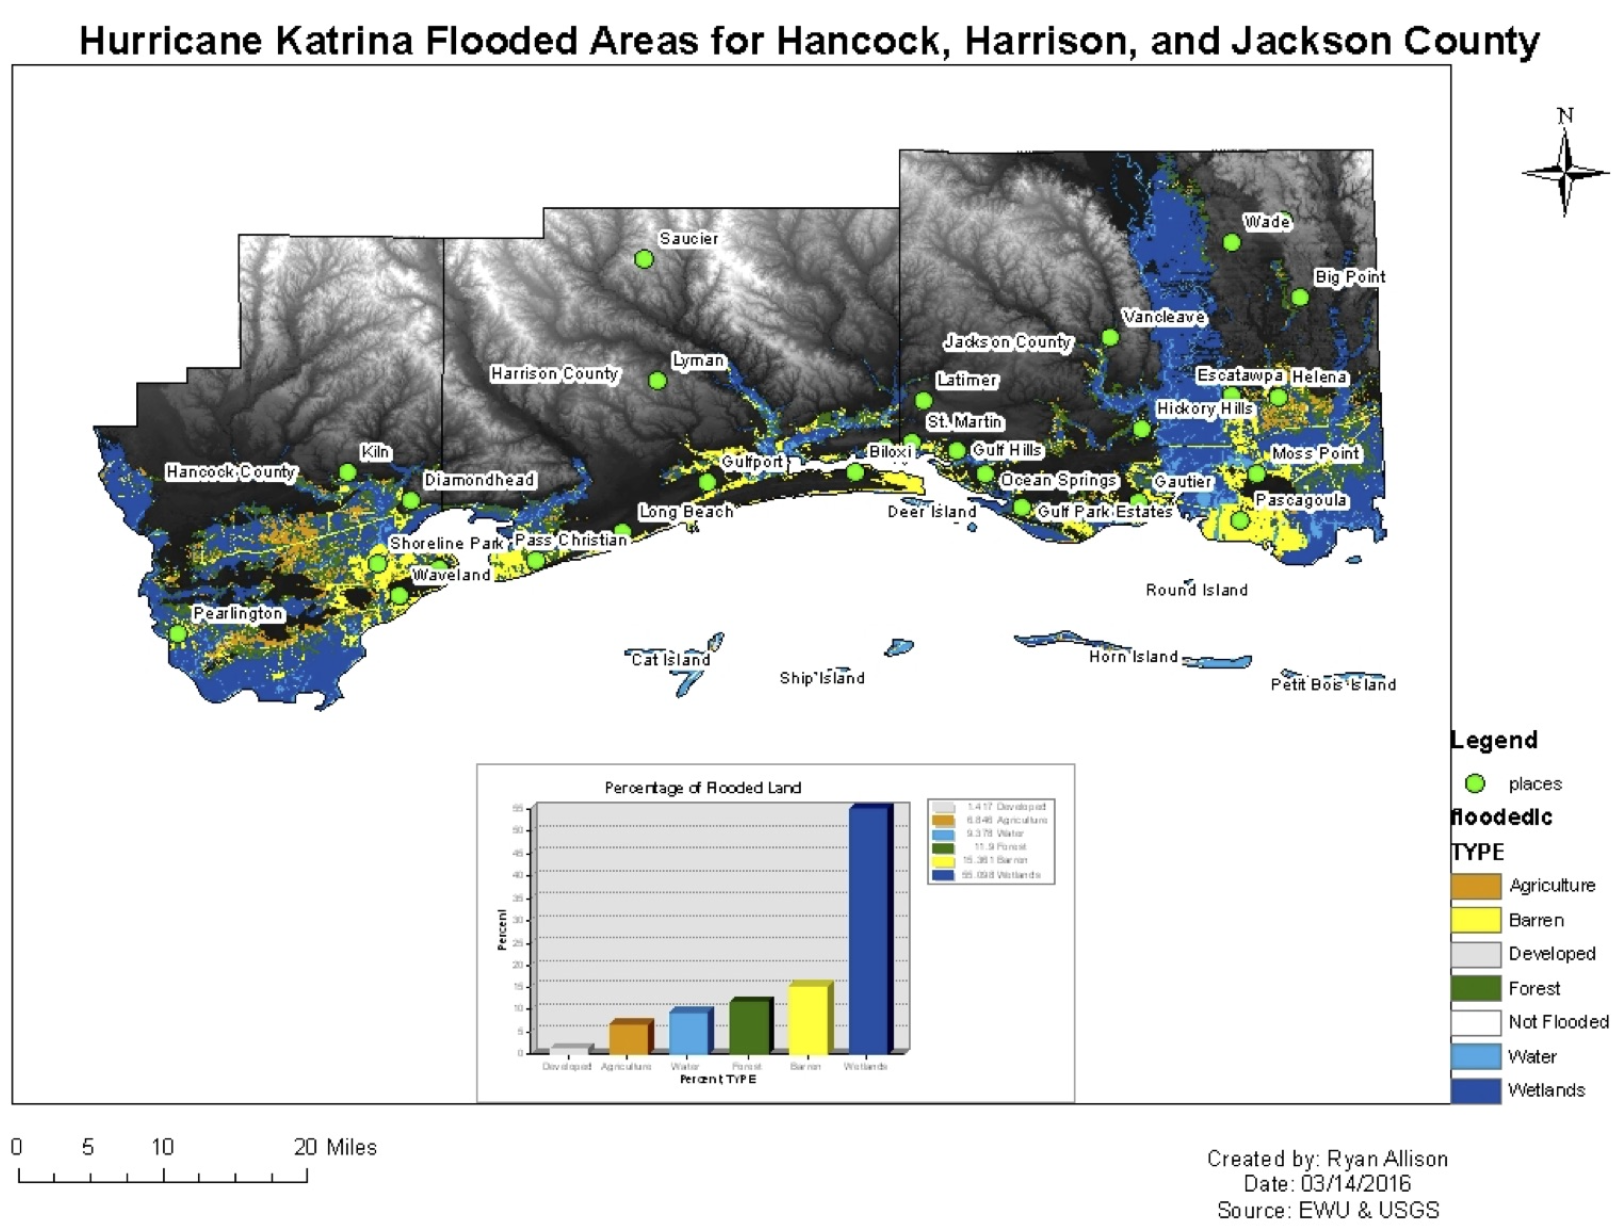 Hurricane Katrina Flooded Areas for Hancock, Harrison, and Jackson County
N
Wade
Saucier
Big Point
Vancleave
Jackson County
Lyman
Harrison County
Latimer
Escatawpa
Helena
Hickory Hills
St. Martin
Kiln
Biloxi
Gulf Hills
Moss Point
Gulfport
Hancock County
Diamondhead
Ocean Springs
Gautier
Pascagoula
Long Beach
Deer Island
Gulf Park Estates
Shoreline Park
Pass Christian
Waveland
Round Island
Pearlington
Cat Island
Horn Island
Ship Island
Petit Bois Island
Legend
places
floodedlc
TYPE
Agriculture
Barren
Developed
Forest
Not Flooded
Water
Wetlands
Percentage of Flooded Land
1.417 Developed
6.846 Agriculture
9.378 Water
11.9 Forest
15.361 Barren
55.098 Wetlands
55
50
45
40
35
30
25
20
15
10
5
0
Percent
Developed Agriculture Water Forest Barren Wetlands
Percent, TYPE
0 5 10 20 Miles
Created by: Ryan Allison
Date: 03/14/2016
Source: EWU & USGS